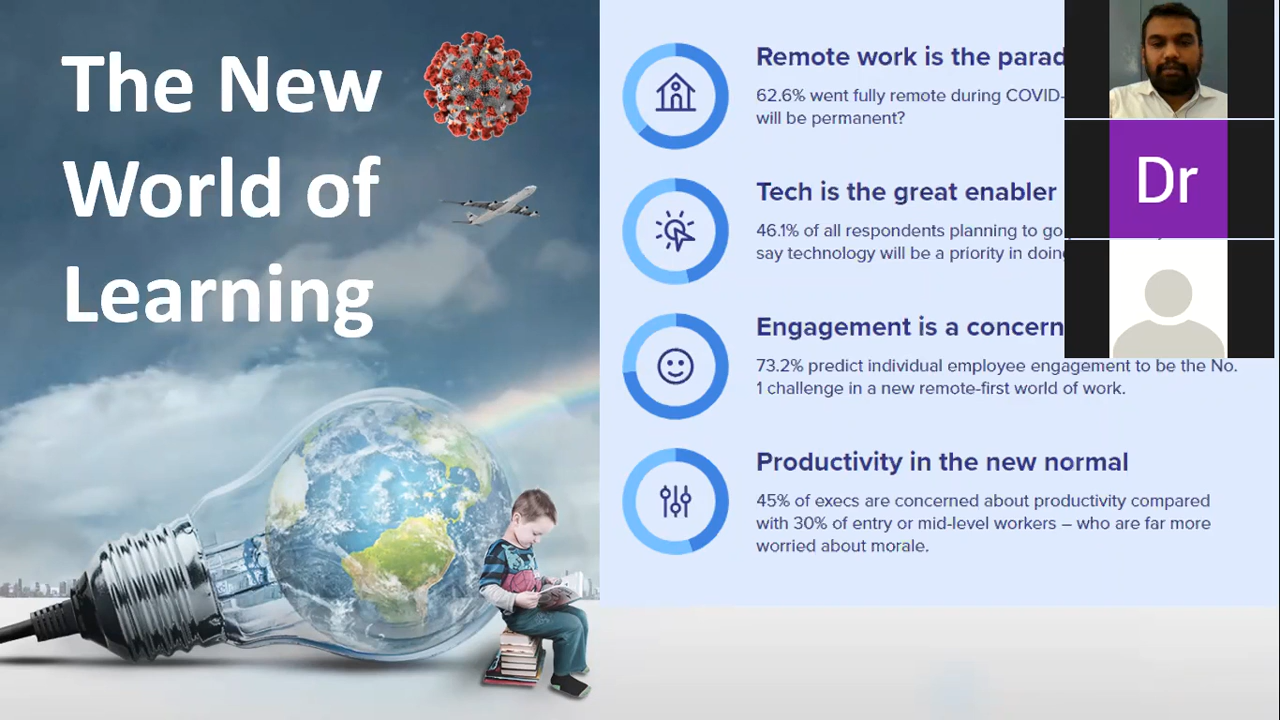 The New
World of
Learning
Remote work is the parad
62.6% went fully remote during COVID-
will be permanent?
Tech is the great enabler
46.1% of all respondents planning to go
say technology will be a priority in doin
Engagement is a concern
73.2% predict individual employee engagement to be the No.
1 challenge in a new remote-first world of work.
Productivity in the new normal
45% of execs are concerned about productivity compared
with 30% of entry or mid-level workers – who are far more
worried about morale.
Dr